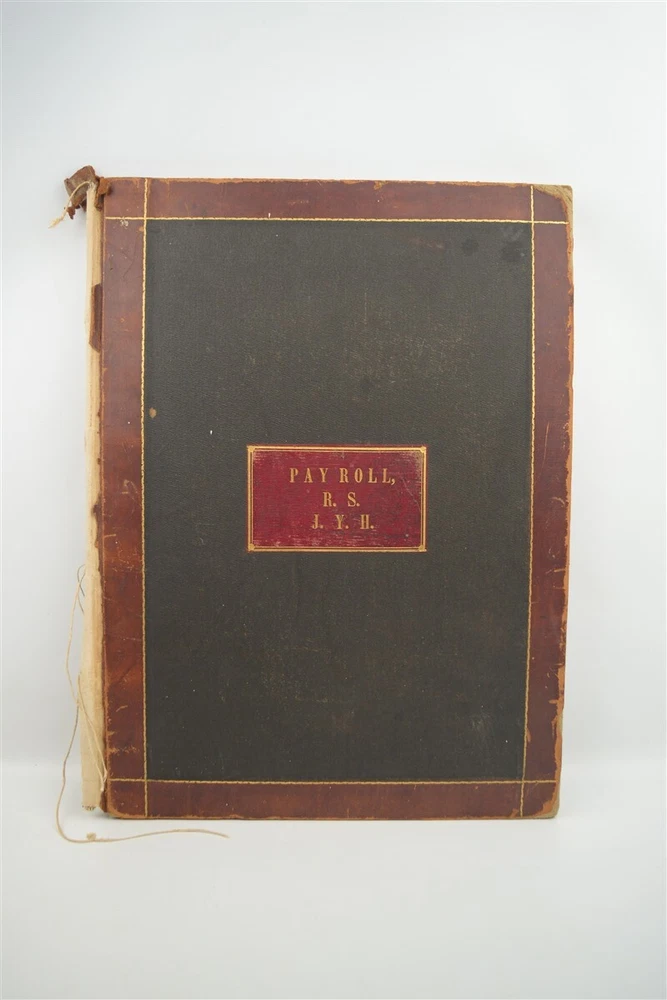 PAY ROLL,
R. S.
J. Y. H.